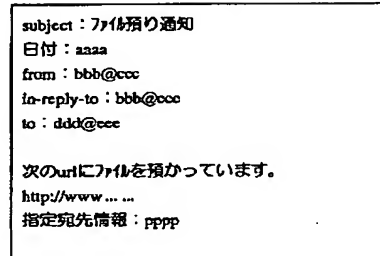 subject：ﾌｧｲﾙ預り通知
日付：aaaa
from：bbb@ccc
in-reply-to：bbb@ccc
to：ddd@eee
次のurlにﾌｧｲﾙを預かっています。
http://www... ...
指定宛先情報：pppp